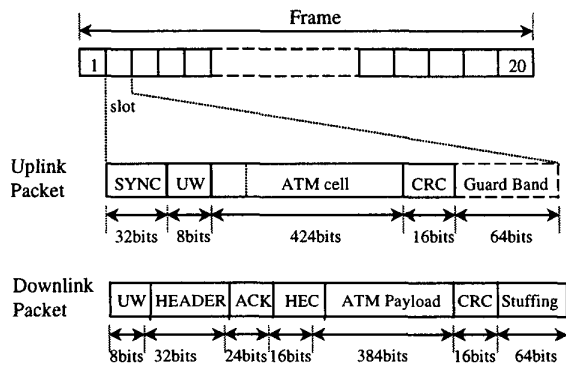 Frame
1 20
slot
Uplink
Packet
SYNC UW ATM cell CRC Guard Band
32bits 8bits 424bits 16bits 64bits
Downlink
Packet
UW HEADER ACK HEC ATM Payload CRC Stuffing
8bits 32bits 24bits 16bits 384bits 16bits 64bits